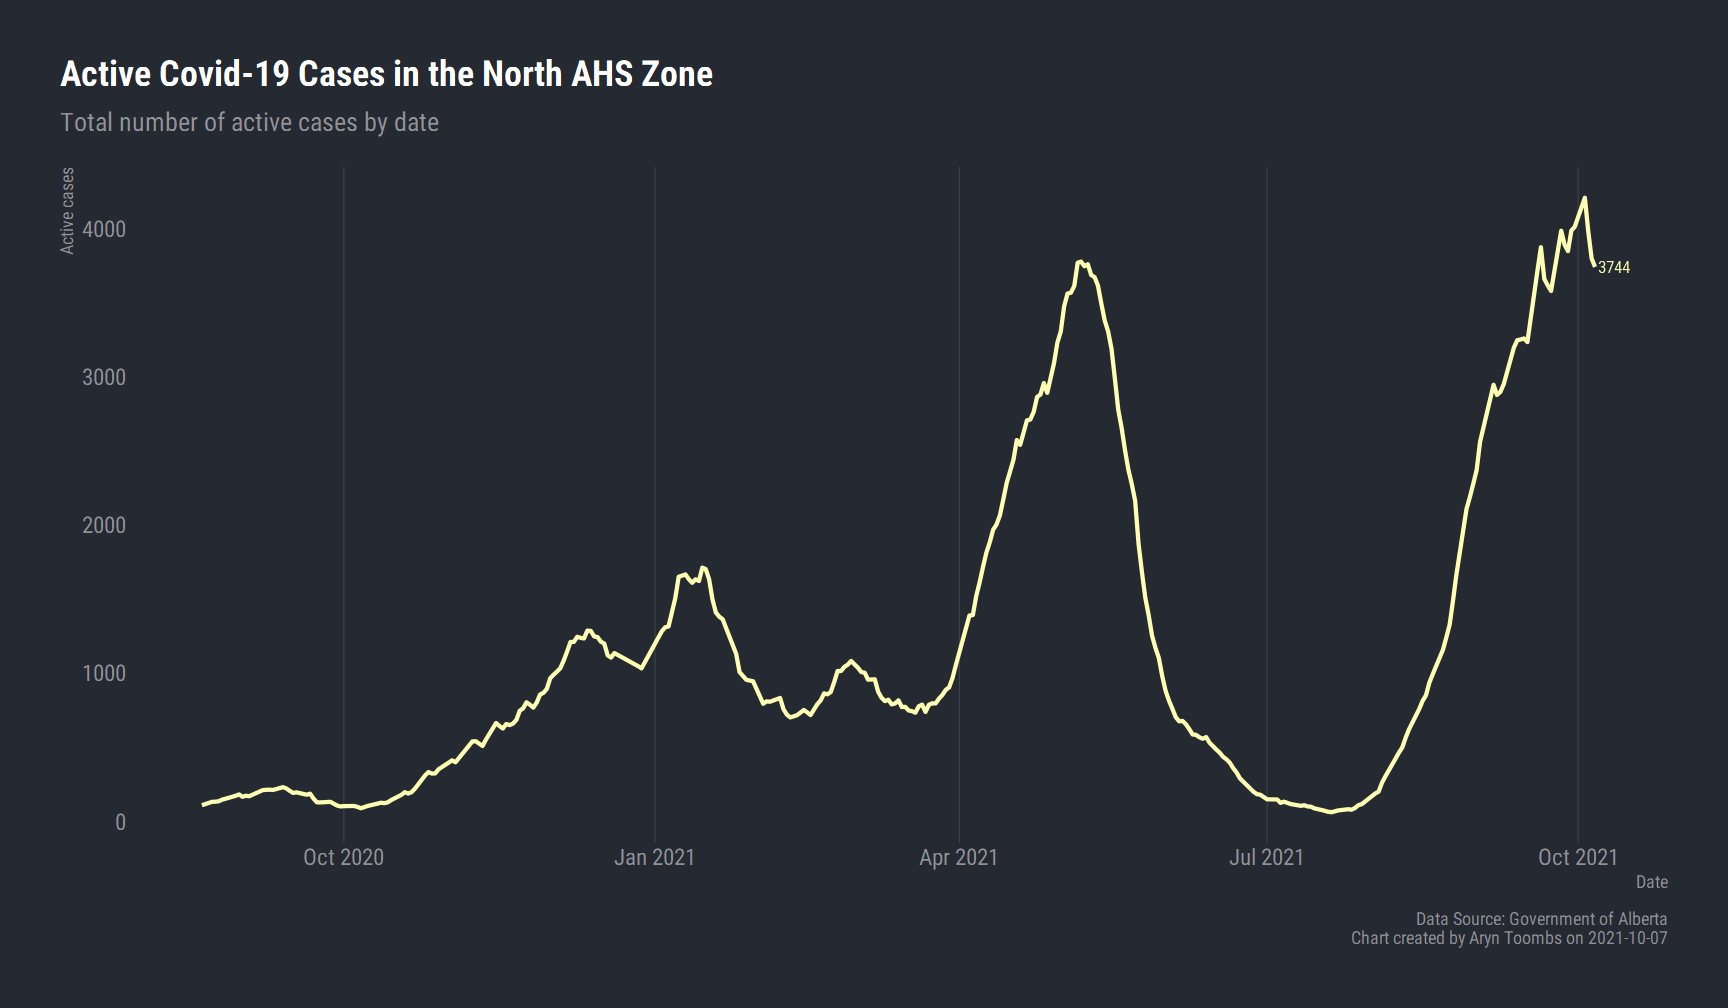 Active Covid-19 Cases in the North AHS Zone
Total number of active cases by date
Active cases
4000
3000
2000
1000
0
3744
Oct 2020
Jan 2021
Apr 2021
Jul 2021
Oct 2021
Date
Data Source: Government of Alberta
Chart created by Aryn Toombs on 2021-10-07